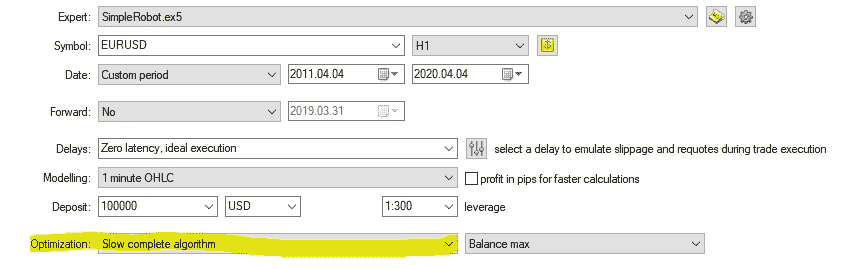 Expert: SimpleRobot.ex5
Symbol: EURUSD H1
Date: Custom period 2011.04.04 2020.04.04
Forward: No 2019.03.31
Delays: Zero latency, ideal execution select a delay to emulate slippage and requotes during trade execution
Modelling: 1 minute OHLC profit in pips for faster calculations
Deposit: 100000 USD 1:300 leverage
Optimization: Slow complete algorithm Balance max